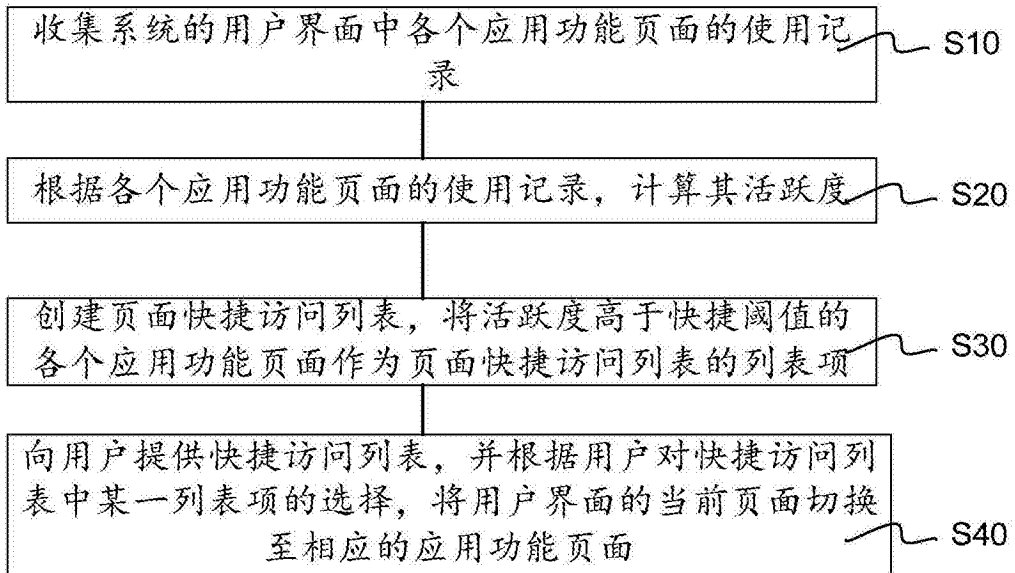 收集系统的用户界面中各个应用功能页面的使用记
录
S10
根据各个应用功能页面的使用记录，计算其活跃度
S20
创建页面快捷访问列表，将活跃度高于快捷阈值的
各个应用功能页面作为页面快捷访问列表的列表项
S30
向用户提供快捷访问列表，并根据用户对快捷访问列
表中某一列表项的选择，将用户界面的当前页面切换
至相应的应用功能页面
S40